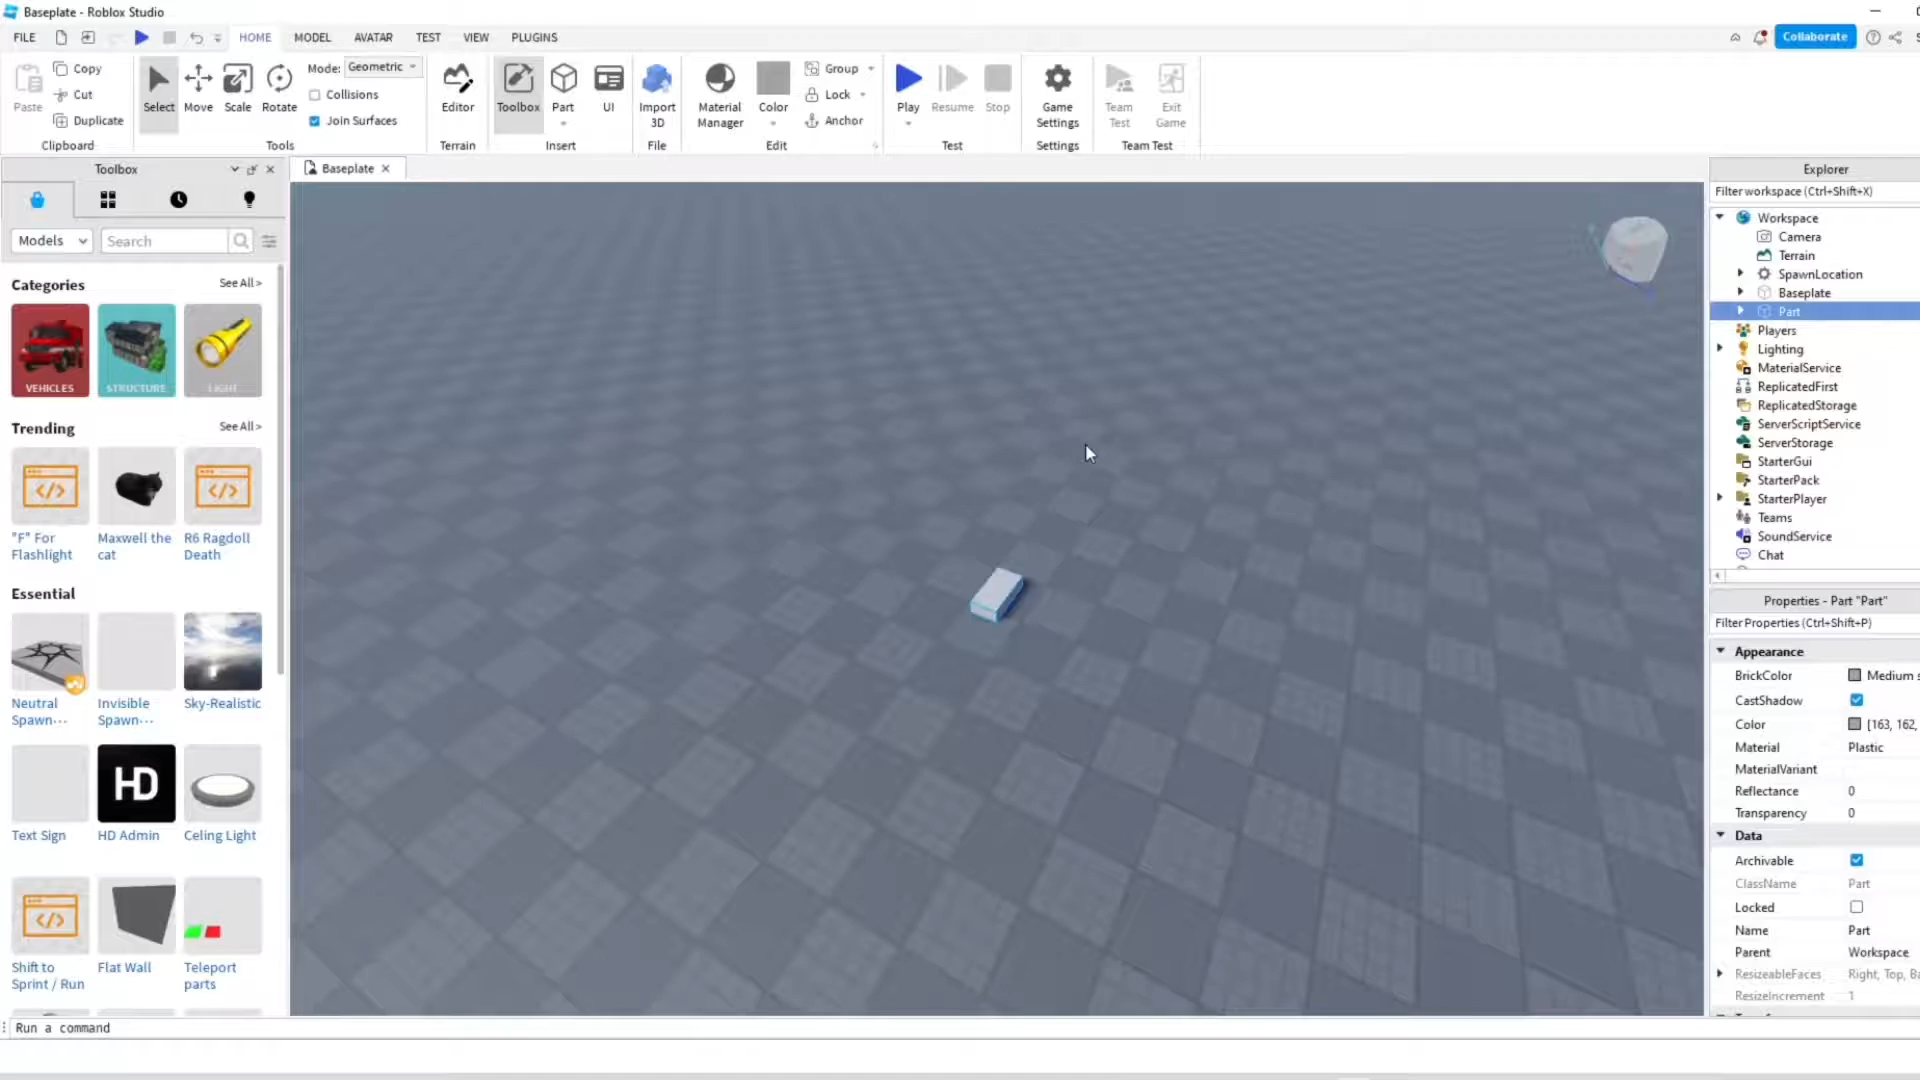 Baseplate - Roblox Studio
FILE
HOME
MODEL
AVATAR
TEST
VIEW
PLUGINS
Collaborate
Paste
Copy
Cut
Duplicate
Clipboard
Select
Move
Scale
Rotate
Mode: Geometric
Collisions
Join Surfaces
Tools
Editor
Terrain
Toolbox
Part
UI
Insert
Import
3D
File
Material
Manager
Color
Group
Lock
Anchor
Edit
Play
Resume
Stop
Test
Game
Settings
Settings
Team
Test
Exit
Game
Team Test
Toolbox
Models
Search
Categories
See All >
VEHICLES
STRUCTURE
LIGHT
Trending
See All >
"F" For
Flashlight
Maxwell the
cat
R6 Ragdoll
Death
Essential
Neutral
Spawn...
Invisible
Spawn...
Sky-Realistic
HD
Text Sign
HD Admin
Celing Light
Shift to
Sprint / Run
Flat Wall
Teleport
parts
Run a command
Baseplate
Explorer
Filter workspace (Ctrl+Shift+X)
Workspace
Camera
Terrain
SpawnLocation
Baseplate
Part
Players
Lighting
MaterialService
ReplicatedFirst
ReplicatedStorage
ServerScriptService
ServerStorage
StarterGui
StarterPack
StarterPlayer
Teams
SoundService
Chat
Properties - Part "Part"
Filter Properties (Ctrl+Shift+P)
Appearance
BrickColor Medium s
CastShadow
Color [163, 162,
Material Plastic
MaterialVariant
Reflectance 0
Transparency 0
Data
Archivable
ClassName Part
Locked
Name Part
Parent Workspace
ResizeableFaces Right, Top, Ba
ResizeIncrement 1